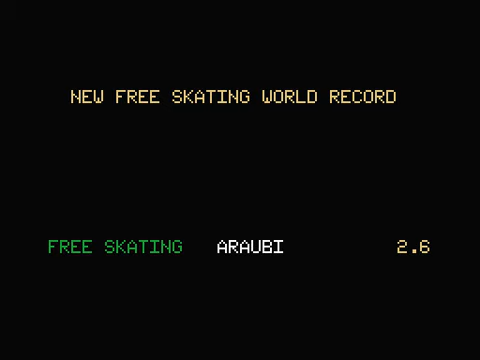 NEW FREE SKATING WORLD RECORD
FREE SKATING ARAUBI 2.6